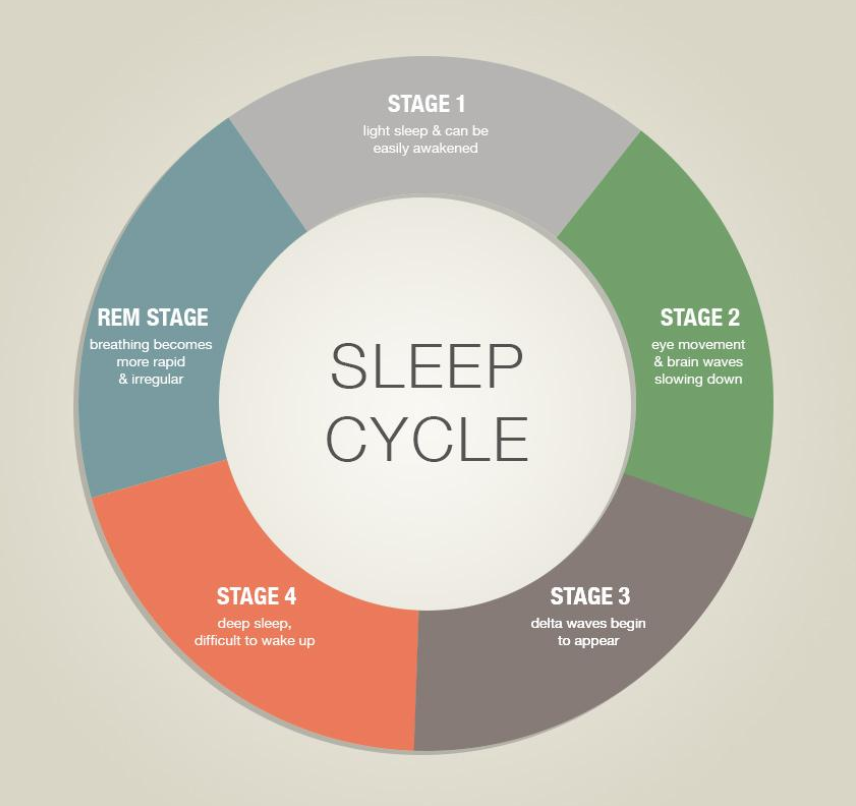 SLEEP
CYCLE
STAGE 1
light sleep & can be
easily awakened
STAGE 2
eye movement
& brain waves
slowing down
STAGE 3
delta waves begin
to appear
STAGE 4
deep sleep,
difficult to wake up
REM STAGE
breathing becomes
more rapid
& irregular